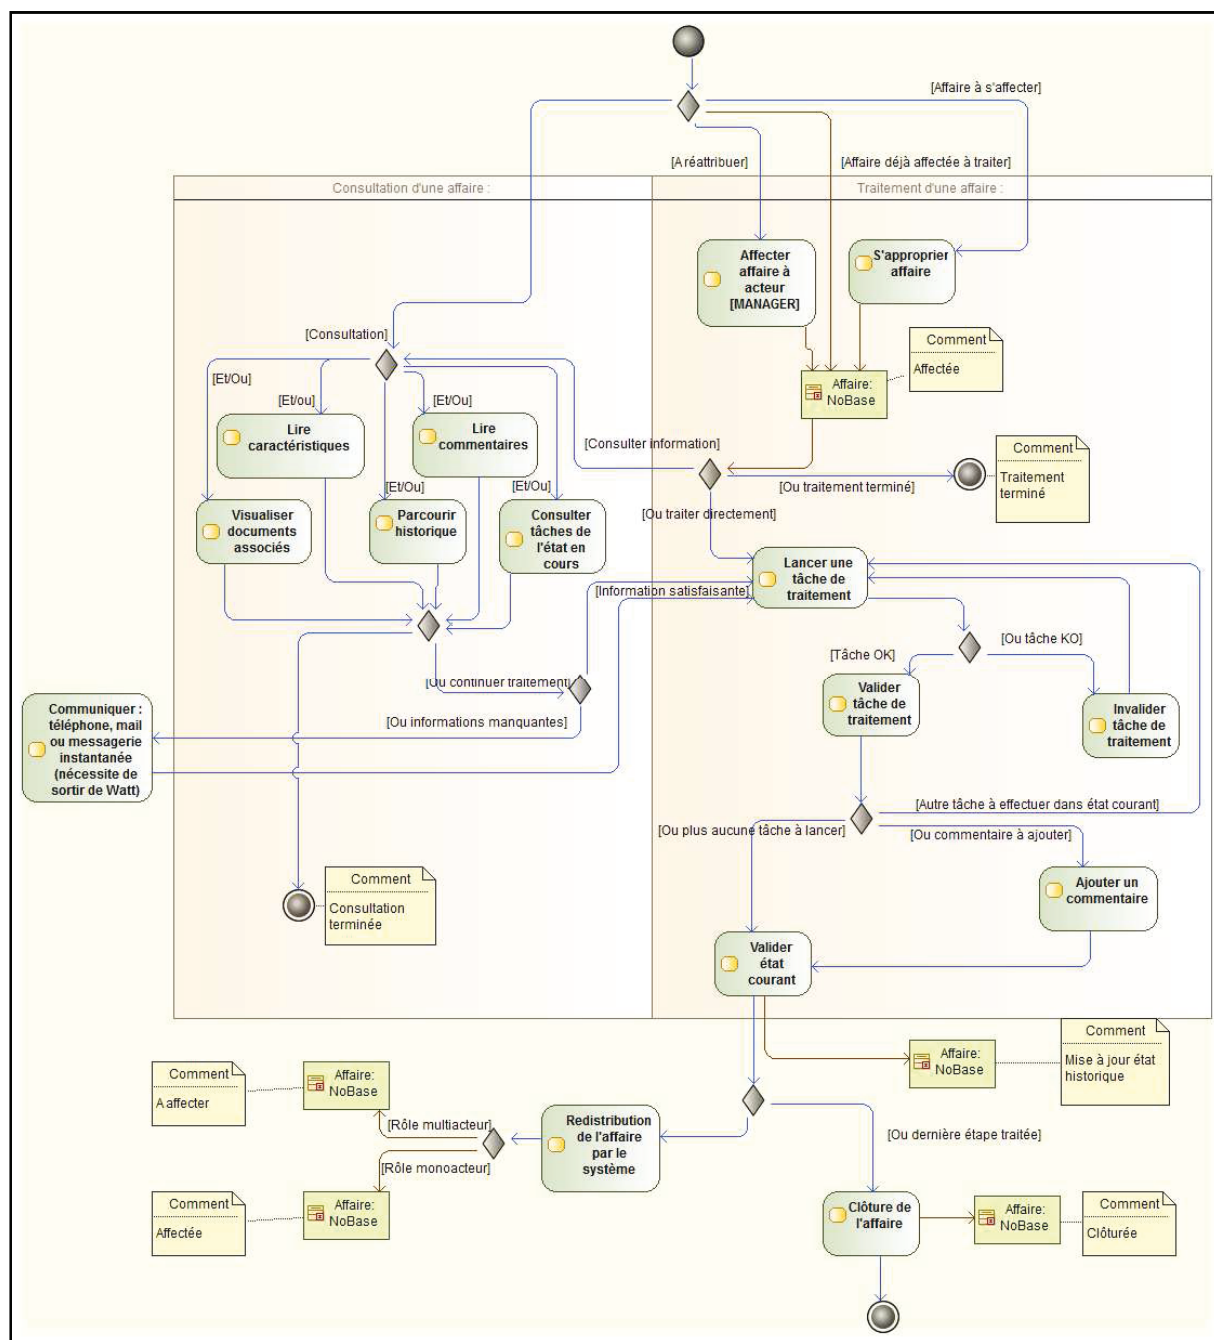 [Affaire à s'affecter]
[A réattribuer]
[Affaire déjà affectée à traiter]
Consultation d'une affaire :
Traitement d'une affaire :
Affecter
affaire à
acteur
[MANAGER]
S'approprier
affaire
[Consultation]
Comment
Affectée
Affaire:
NoBase
[Et/Ou]
[Et/ou]
[Et/Ou]
Lire
caractéristiques
Lire
commentaires
[Consulter information]
Comment
Traitement
terminé
[Ou traitement terminé]
[Et/Ou]
[Et/Ou]
Visualiser
documents
associés
Parcourir
historique
Consulter
tâches de
l'état en
cours
[Ou traiter directement]
Lancer une
tâche de
traitement
[Information satisfaisante]
[Ou tâche KO]
[Tâche OK]
[Ou continuer traitement]
Valider
tâche de
traitement
Invalider
tâche de
traitement
Communiquer :
téléphone, mail
ou messagerie
instantanée
(nécessite de
sortir de Watt)
[Ou informations manquantes]
[Autre tâche à effectuer dans état courant]
[Ou plus aucune tâche à lancer]
[Ou commentaire à ajouter]
Comment
Consultation
terminée
Ajouter un
commentaire
Valider
état
courant
Comment
Mise à jour état
historique
Affaire:
NoBase
Comment
A affecter
Affaire:
NoBase
[Rôle multiacteur]
Redistribution
de l'affaire
par le
système
[Ou dernière étape traitée]
[Rôle monoacteur]
Comment
Affectée
Affaire:
NoBase
Clôture de
l'affaire
Affaire:
NoBase
Comment
Clôturée